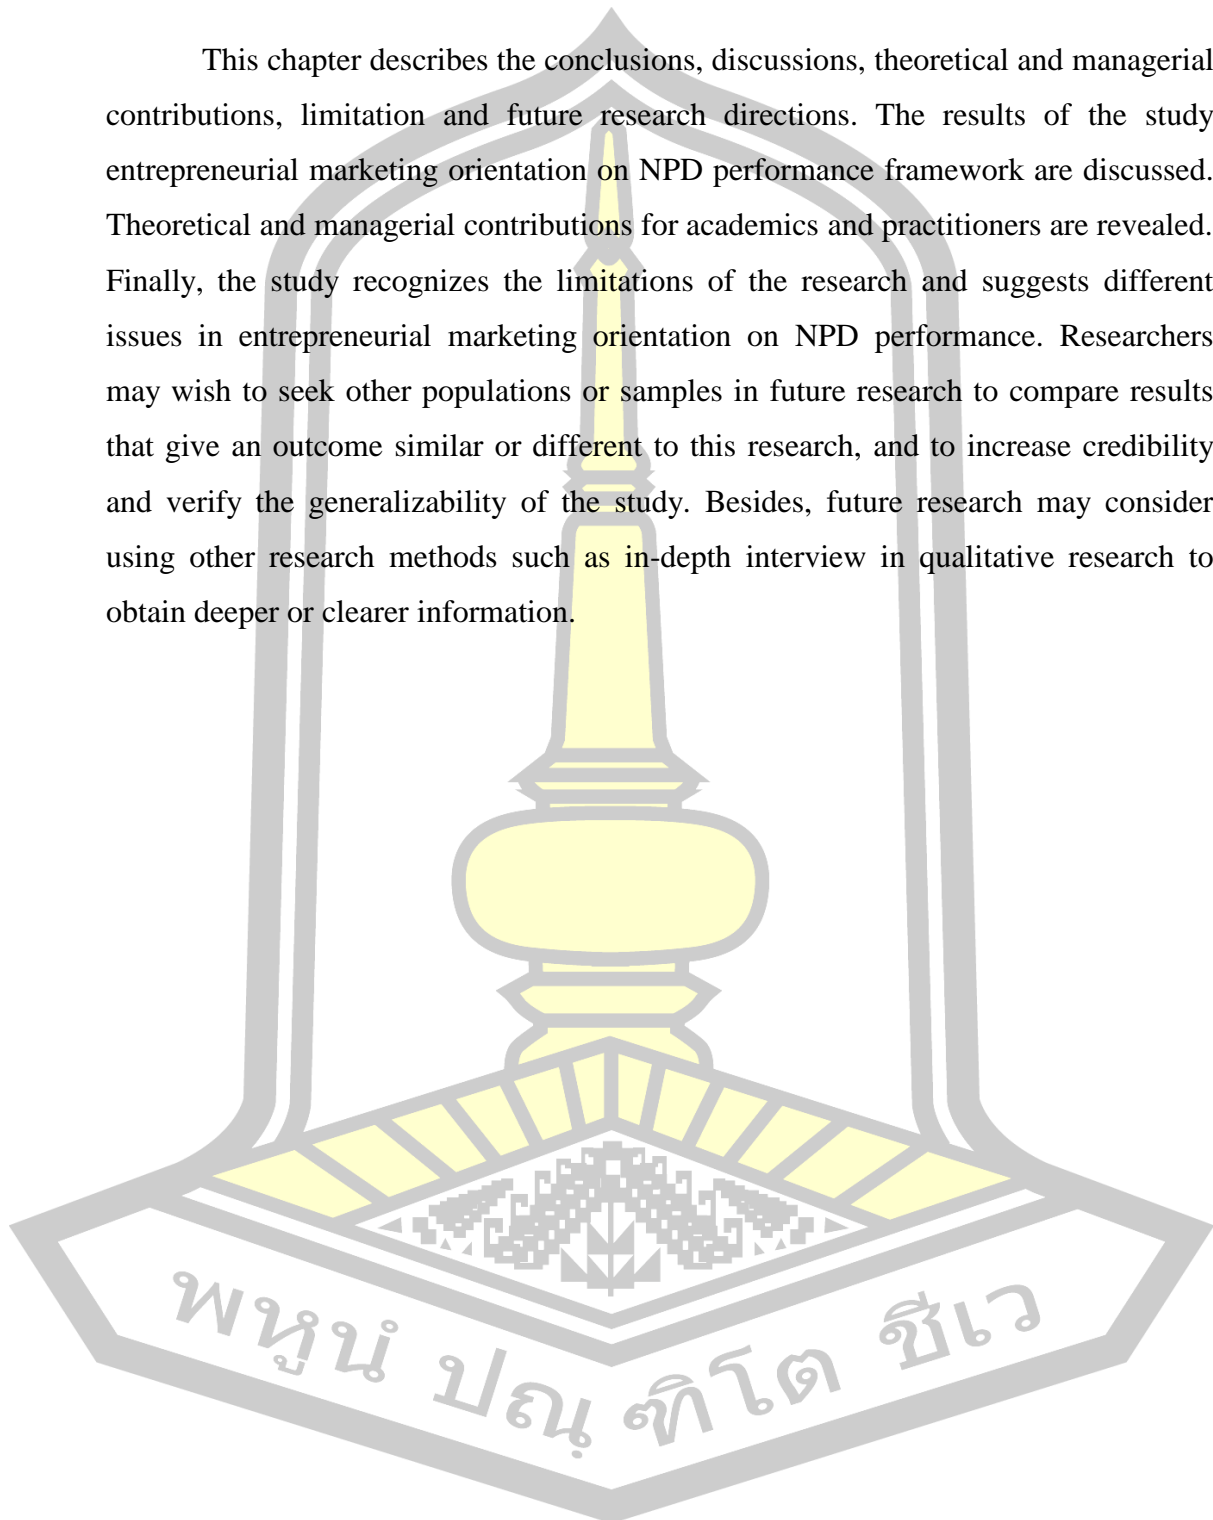 This chapter describes the conclusions, discussions, theoretical and managerial
contributions, limitation and future research directions. The results of the study
entrepreneurial marketing orientation on NPD performance framework are discussed.
Theoretical and managerial contributions for academics and practitioners are revealed.
Finally, the study recognizes the limitations of the research and suggests different
issues in entrepreneurial marketing orientation on NPD performance. Researchers
may wish to seek other populations or samples in future research to compare results
that give an outcome similar or different to this research, and to increase credibility
and verify the generalizability of the study. Besides, future research may consider
using other research methods such as in-depth interview in qualitative research to
obtain deeper or clearer information.
พหูนํ ปณฺ ฑิโต ชีเว